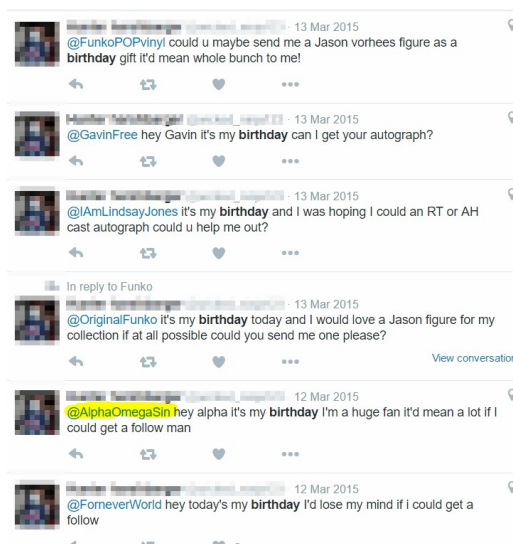 · 13 Mar 2015
@FunkoPOPvinyl could u maybe send me a Jason vorhees figure as a
birthday gift it'd mean whole bunch to me!
· 13 Mar 2015
@GavinFree hey Gavin it's my birthday can I get your autograph?
· 13 Mar 2015
@IAmLindsayJones it's my birthday and I was hoping I could an RT or AH
cast autograph could u help me out?
In reply to Funko
· 13 Mar 2015
@OriginalFunko it's my birthday today and I would love a Jason figure for my
collection if at all possible could you send me one please?
View conversation
· 12 Mar 2015
@AlphaOmegaSin hey alpha it's my birthday I'm a huge fan it'd mean a lot if I
could get a follow man
12 Mar 2015
@ForneverWorld hey today's my birthday I'd lose my mind if i could get a
follow